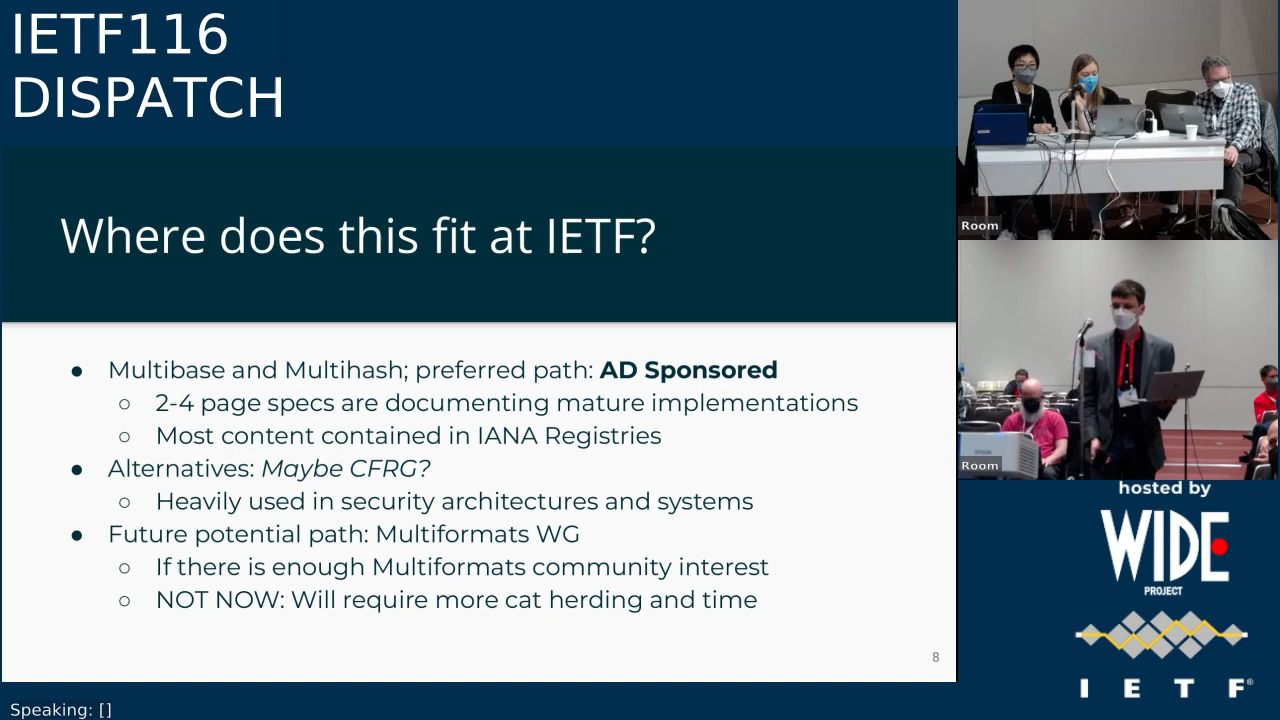 IETF116
DISPATCH
Where does this fit at IETF?
● Multibase and Multihash; preferred path: AD Sponsored
○ 2-4 page specs are documenting mature implementations
○ Most content contained in IANA Registries
● Alternatives: Maybe CFRG?
○ Heavily used in security architectures and systems
● Future potential path: Multiformats WG
○ If there is enough Multiformats community interest
○ NOT NOW: Will require more cat herding and time
8
Speaking: []
Room
Room
hosted by
WIDE
PROJECT
I E T F®